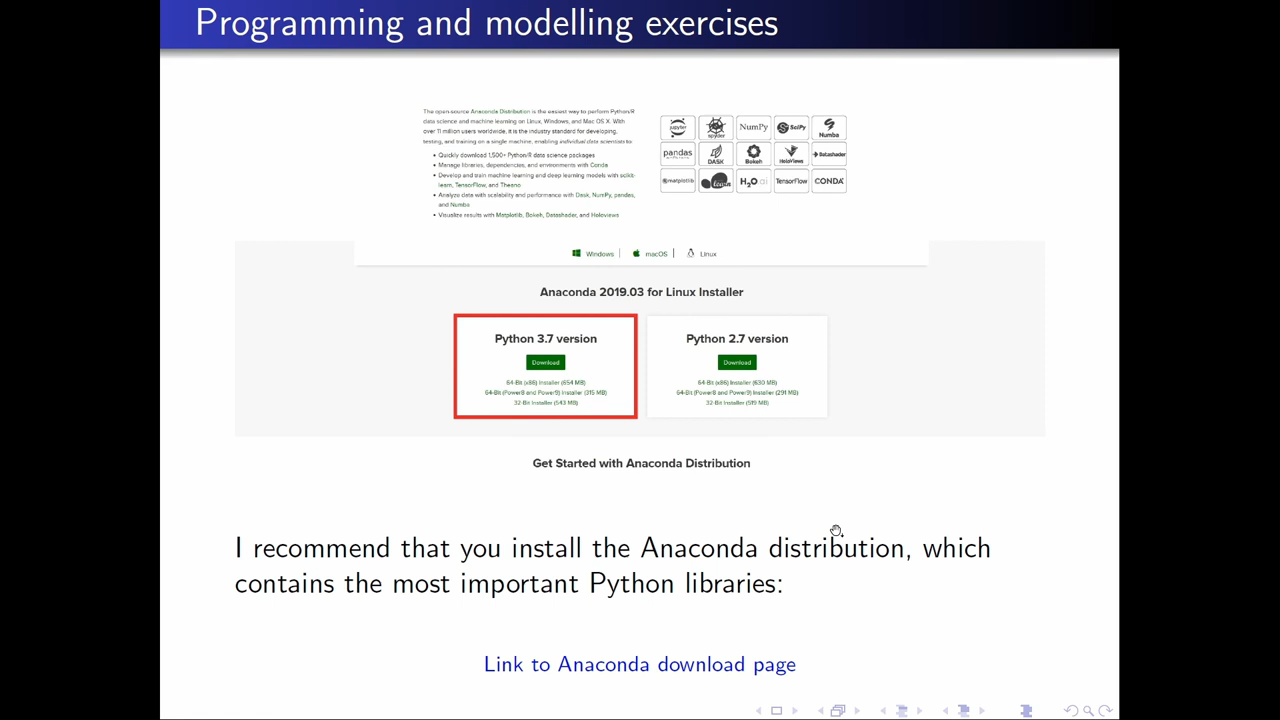 Programming and modelling exercises
The open-source Anaconda Distribution is the easiest way to perform Python/R
data science and machine learning on Linux, Windows, and Mac OS X. With
over 11 million users worldwide, it is the industry standard for developing,
testing, and training on a single machine, enabling individual data scientists to:
• Quickly download 1,500+ Python/R data science packages
• Manage libraries, dependencies, and environments with Conda
• Develop and train machine learning and deep learning models with scikit-
learn, TensorFlow, and Theano
• Analyze data with scalability and performance with Dask, NumPy, pandas,
and Numba
• Visualize results with Matplotlib, Bokeh, Datashader, and Holoviews
jupyter
spyder
NumPy
SciPy
Numba
pandas
DASK
Bokeh
HoloViews
Datashader
matplotlib
learn
H2O.ai
TensorFlow
CONDA
Windows | macOS | Linux
Anaconda 2019.03 for Linux Installer
Python 3.7 version
Download
64-Bit (x86) Installer (654 MB)
64-Bit (Power8 and Power9) Installer (315 MB)
32-Bit Installer (543 MB)
Python 2.7 version
Download
64-Bit (x86) Installer (630 MB)
64-Bit (Power8 and Power9) Installer (291 MB)
32-Bit Installer (519 MB)
Get Started with Anaconda Distribution
I recommend that you install the Anaconda distribution, which
contains the most important Python libraries:
Link to Anaconda download page